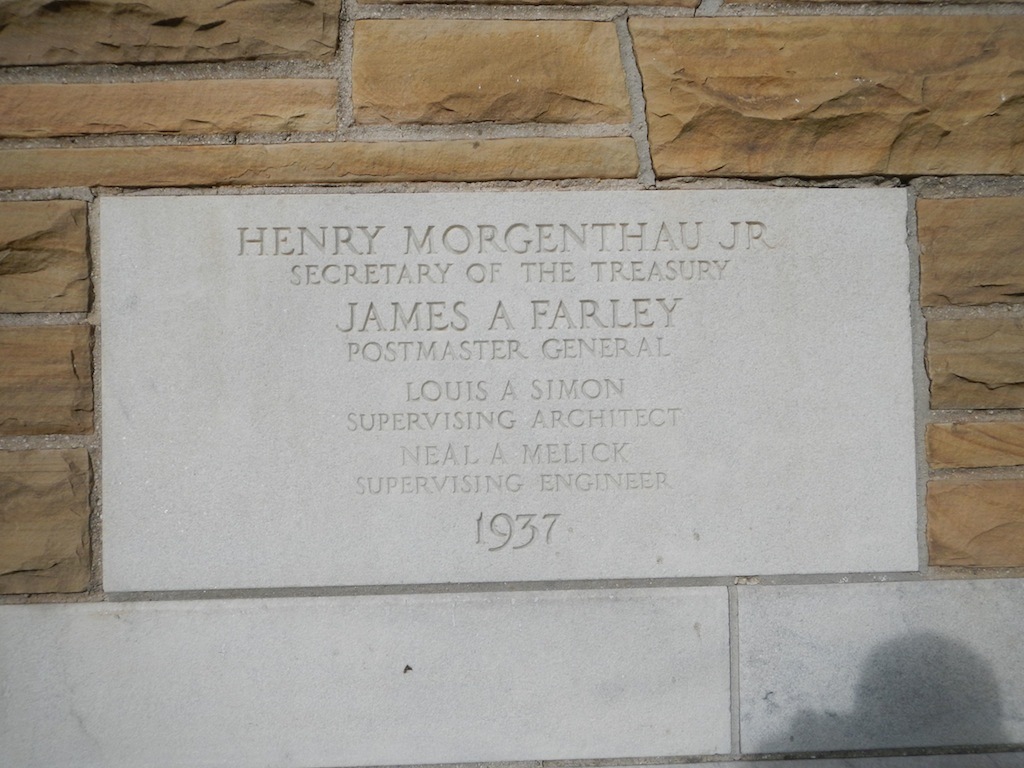 HENRY MORGENTHAU JR
SECRETARY OF THE TREASURY
JAMES A FARLEY
POSTMASTER GENERAL
LOUIS A SIMON
SUPERVISING ARCHITECT
NEAL A MELICK
SUPERVISING ENGINEER
1937